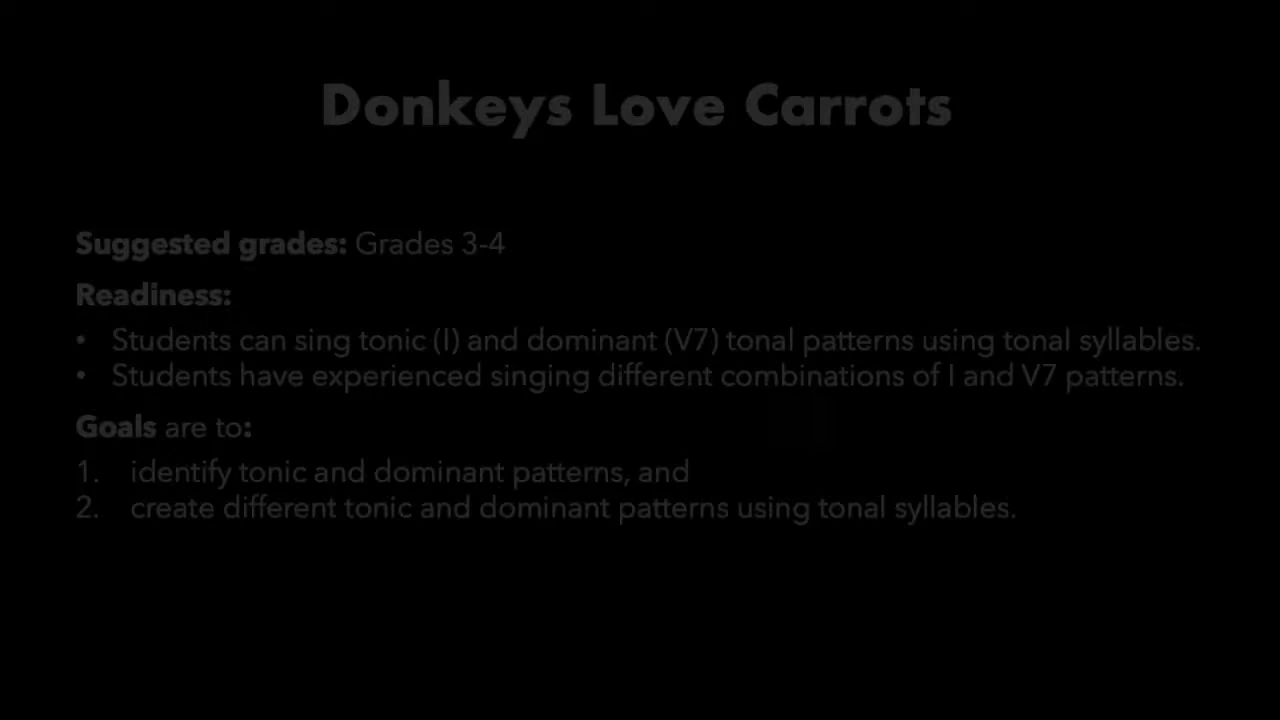 Donkeys Love Carrots
Suggested grades: Grades 3-4
Readiness:
• Students can sing tonic (I) and dominant (V7) tonal patterns using tonal syllables.
• Students have experienced singing different combinations of I and V7 patterns.
Goals are to:
1. identify tonic and dominant patterns, and
2. create different tonic and dominant patterns using tonal syllables.